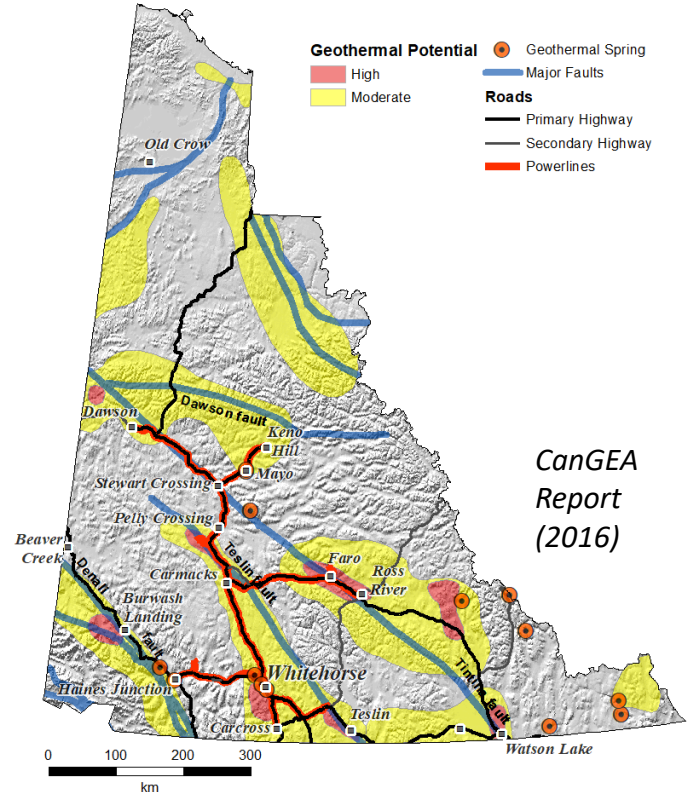 Geothermal Potential
High
Moderate
Geothermal Spring
Major Faults
Roads
Primary Highway
Secondary Highway
Powerlines
Old Crow
Dawson
Dawson fault
Keno
Hill
Mayo
Stewart Crossing
CanGEA
Report
(2016)
Pelly Crossing
Beaver
Creek
Denali
fault
Teslin fault
Faro
Ross
River
Carmacks
Burwash
Landing
Haines Junction
Whitehorse
Tintina fault
Carcross
Teslin
Watson Lake
0 100 200 300
km